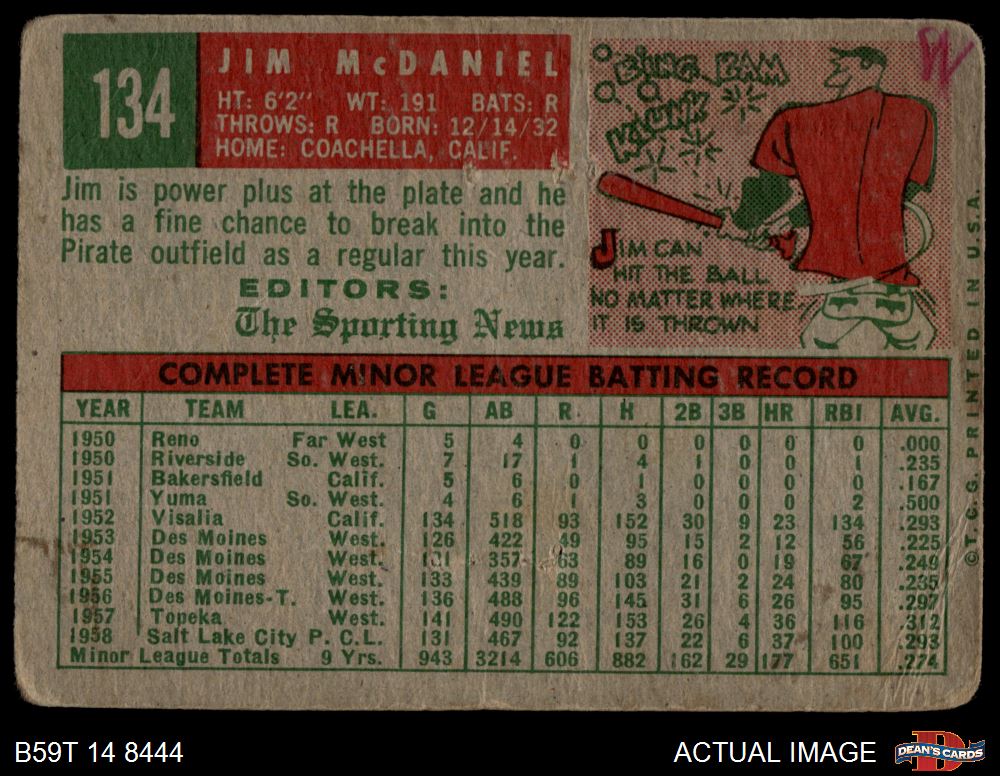 134
JIM McDANIEL
HT: 6'2" WT: 191 BATS: R
THROWS: R BORN: 12/14/32
HOME: COACHELLA, CALIF.
Jim is power plus at the plate and he
has a fine chance to break into the
Pirate outfield as a regular this year.
EDITORS:
The Sporting News
BING BAM
KLUNK
JIM CAN
HIT THE BALL
NO MATTER WHERE
IT IS THROWN
W
COMPLETE MINOR LEAGUE BATTING RECORD
YEAR TEAM LEA. G AB R H 2B 3B HR RBI AVG.
1950 Reno Far West 5 4 0 0 0 0 0 0 .000
1950 Riverside So. West. 7 17 1 4 1 0 0 1 .235
1951 Bakersfield Calif. 5 6 0 1 0 0 0 0 .167
1951 Yuma So. West. 4 6 1 3 0 0 0 2 .500
1952 Visalia Calif. 134 518 93 152 30 9 23 134 .293
1953 Des Moines West. 126 422 49 95 15 2 12 56 .225
1954 Des Moines West. 121 357 63 89 16 0 19 67 .249
1955 Des Moines West. 133 439 89 103 21 2 24 80 .235
1956 Des Moines-T. West. 136 488 96 145 31 6 26 95 .297
1957 Topeka West. 141 490 122 153 26 4 36 116 .312
1958 Salt Lake City P. C. L. 131 467 92 137 22 6 37 100 .293
Minor League Totals 9 Yrs. 943 3214 606 882 162 29 177 651 .274
©T.C.G. PRINTED IN U.S.A.
B59T 14 8444
ACTUAL IMAGE
DEAN'S CARDS